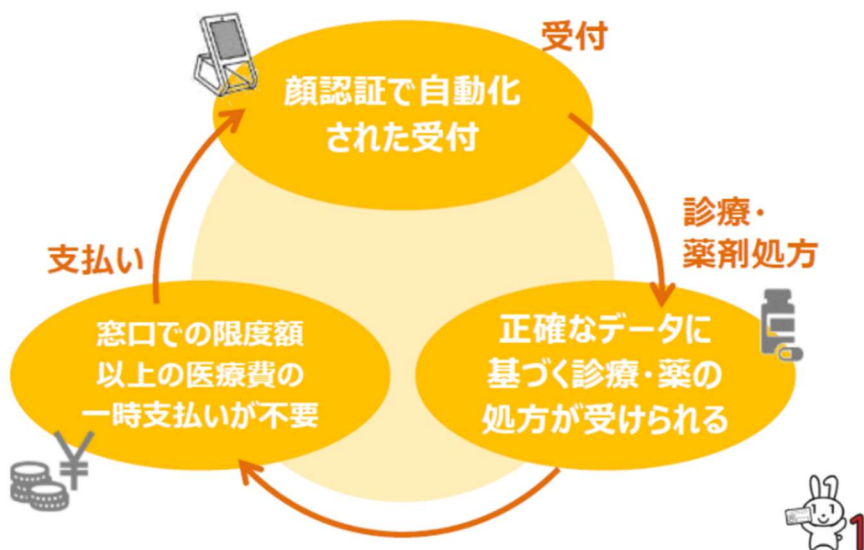 受付
顔認証で自動化
された受付
診療・
薬剤処方
正確なデータに
基づく診療・薬の
処方が受けられる
支払い
窓口での限度額
以上の医療費の
一時支払いが不要
¥
1